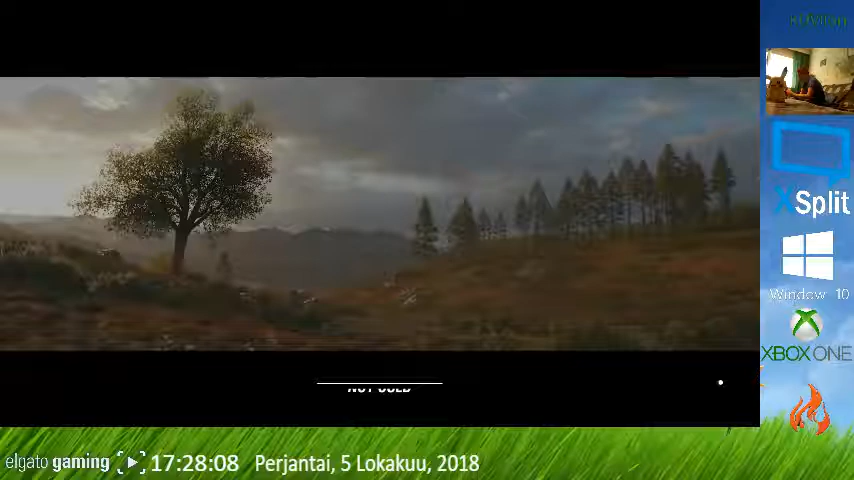 XSplit
Window 10
XBOX ONE
elgato gaming
17:28:08
Perjantai, 5 Lokakuu, 2018